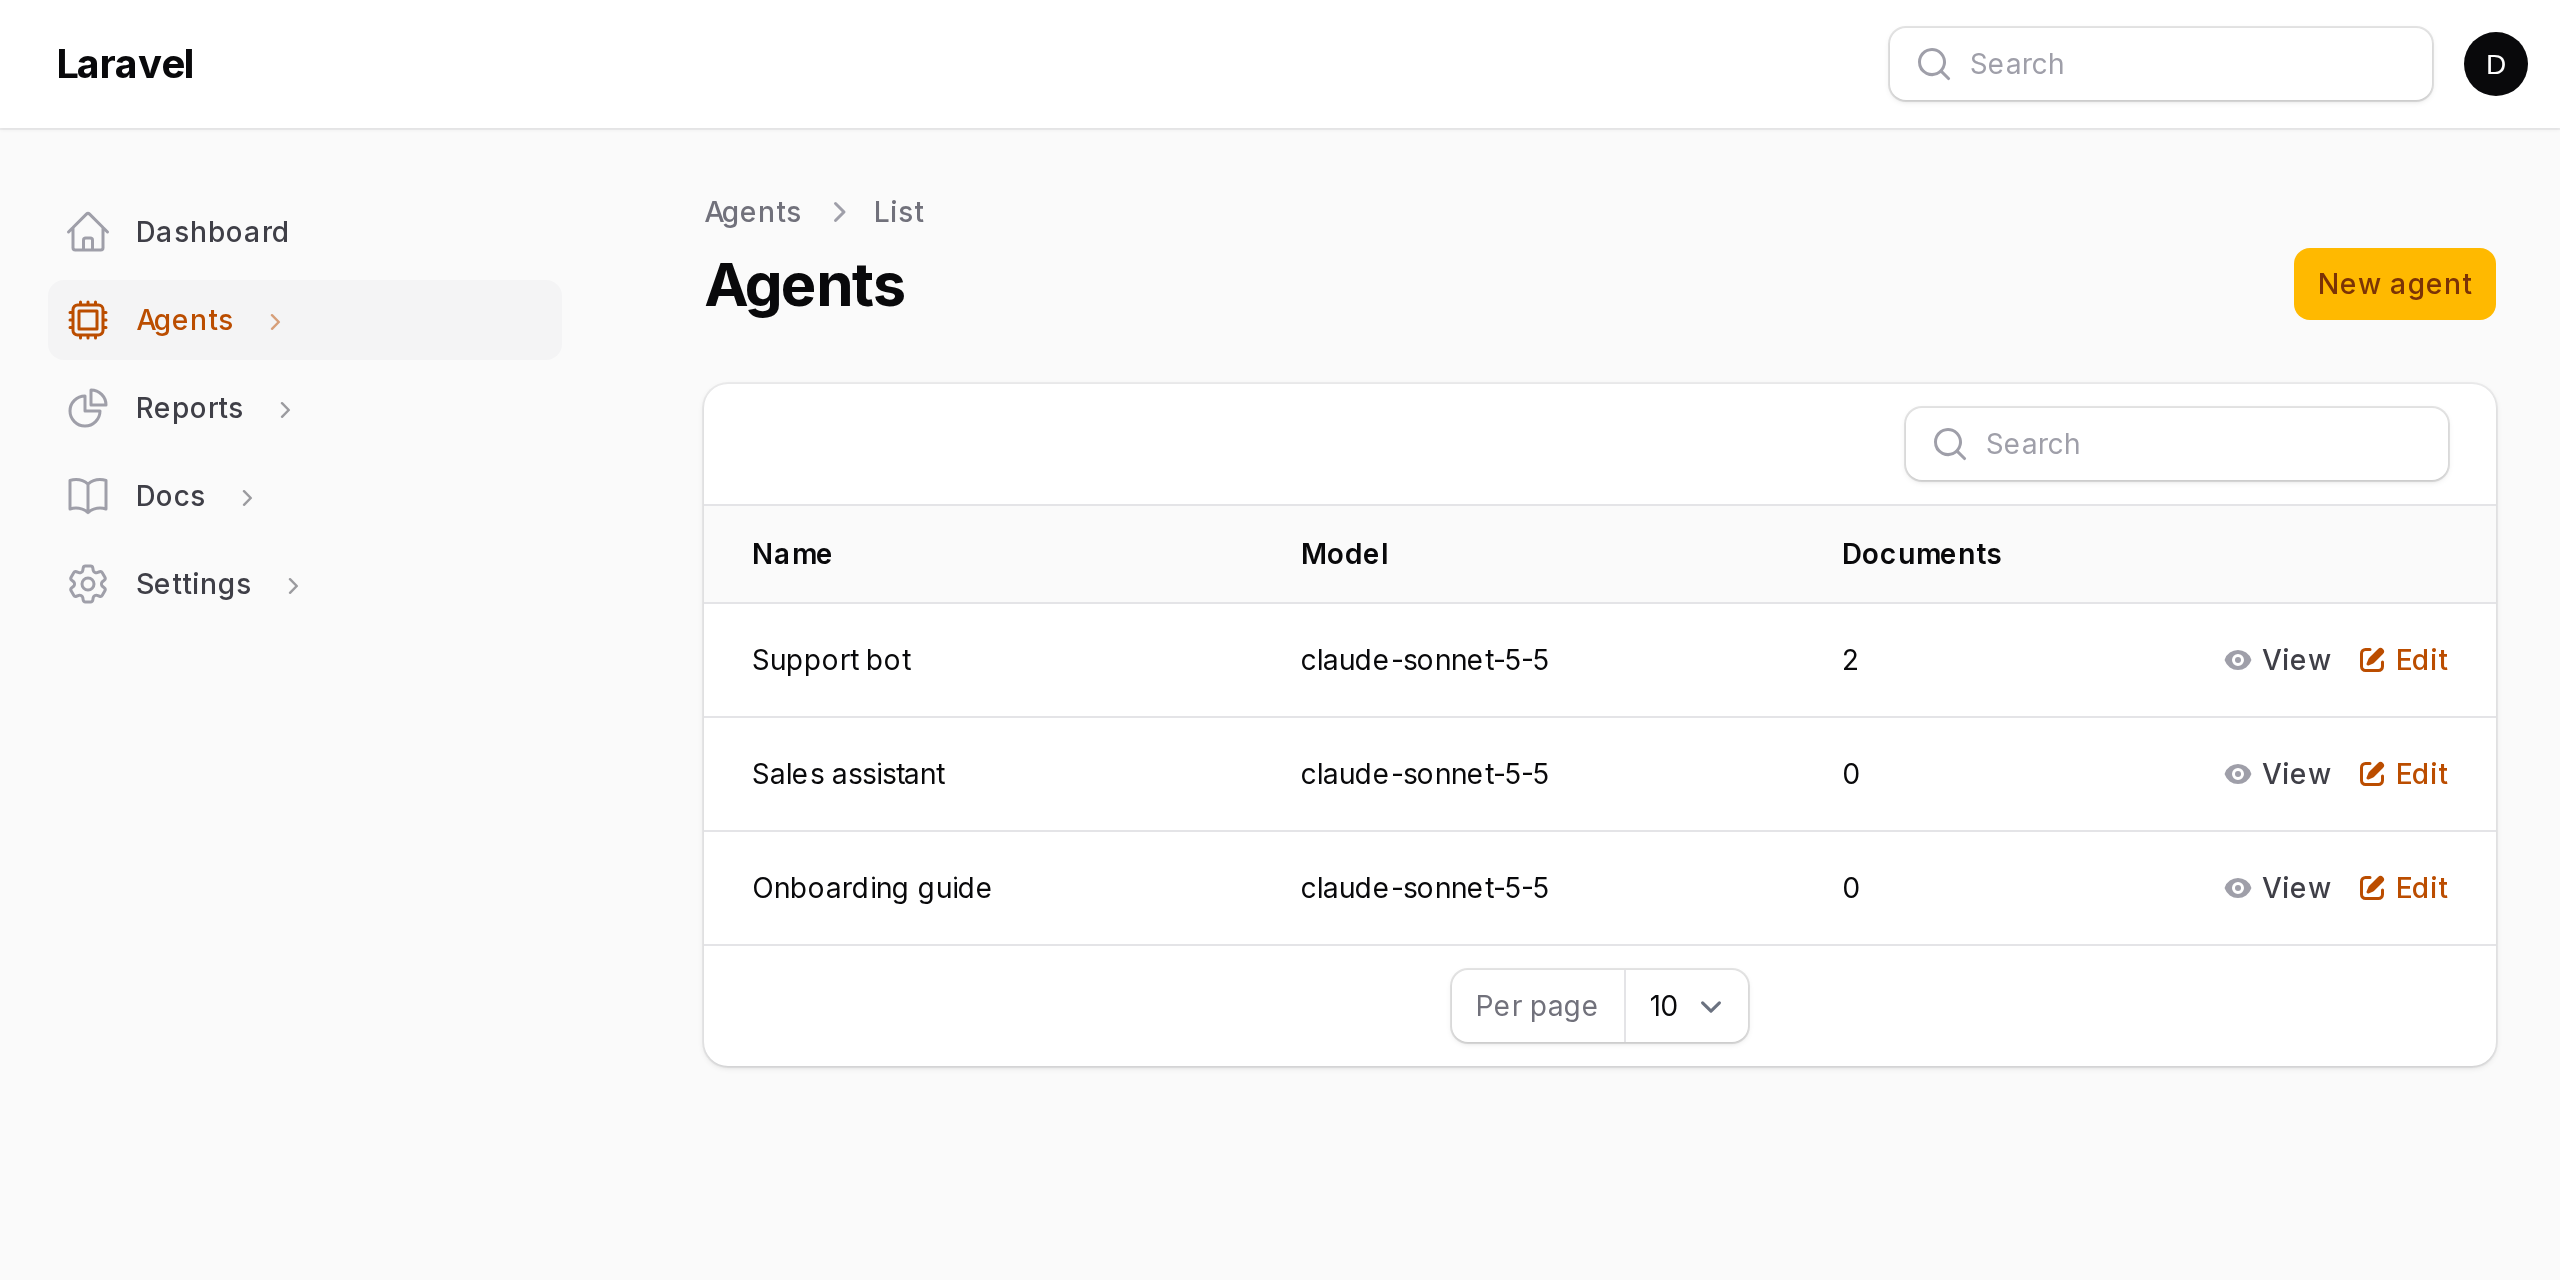 Laravel
Search
D
Dashboard
Agents
Reports
Docs
Settings
Agents > List
Agents
New agent
Search
Name Model Documents
Support bot claude-sonnet-5-5 2 View Edit
Sales assistant claude-sonnet-5-5 0 View Edit
Onboarding guide claude-sonnet-5-5 0 View Edit
Per page 10